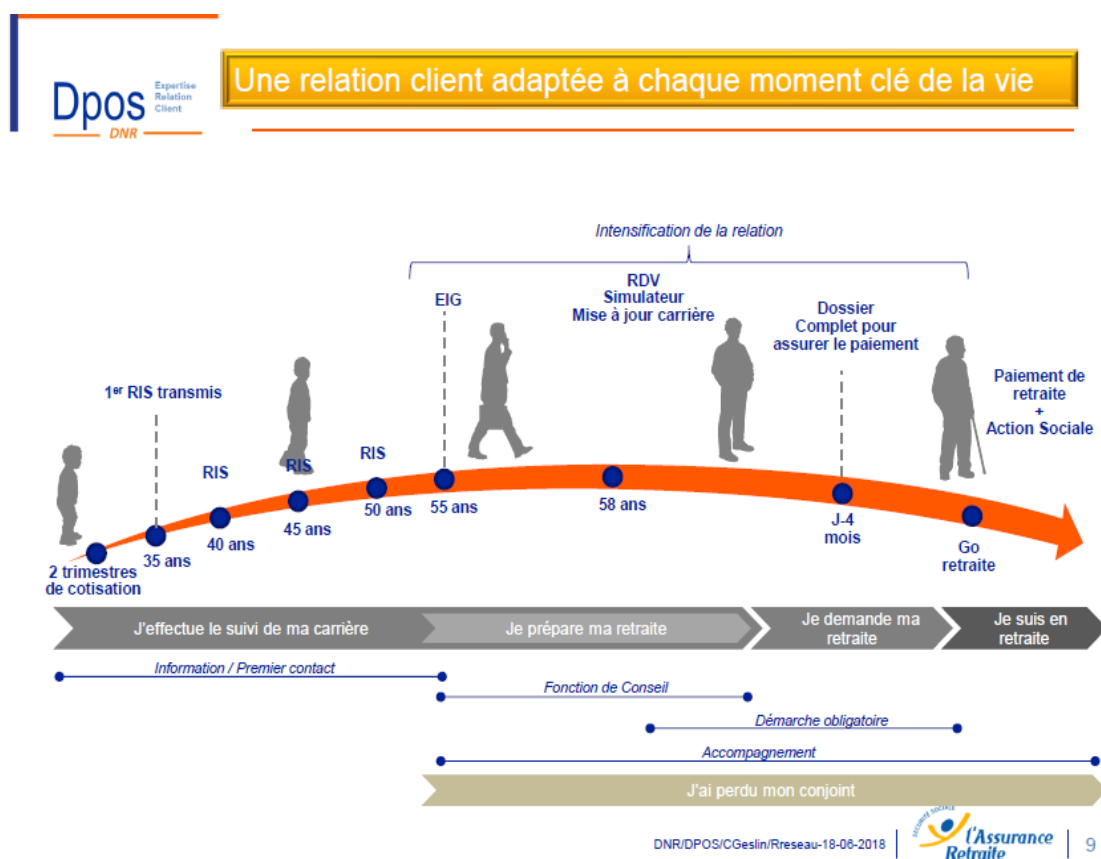 Dpos
Expertise
Relation
Client
DNR
Une relation client adaptée à chaque moment clé de la vie
Intensification de la relation
EIG
RDV
Simulateur
Mise à jour carrière
Dossier
Complet pour
assurer le paiement
1er RIS transmis
Paiement de
retraite
+
Action Sociale
RIS
RIS
RIS
2 trimestres
de cotisation
35 ans
40 ans
45 ans
50 ans
55 ans
58 ans
J-4
mois
Go
retraite
J'effectue le suivi de ma carrière
Je prépare ma retraite
Je demande ma
retraite
Je suis en
retraite
Information / Premier contact
Fonction de Conseil
Démarche obligatoire
Accompagnement
J'ai perdu mon conjoint
DNR/DPOS/CGeslin/Rreseau-18-06-2018
SÉCURITÉ SOCIALE
l'Assurance
Retraite
9